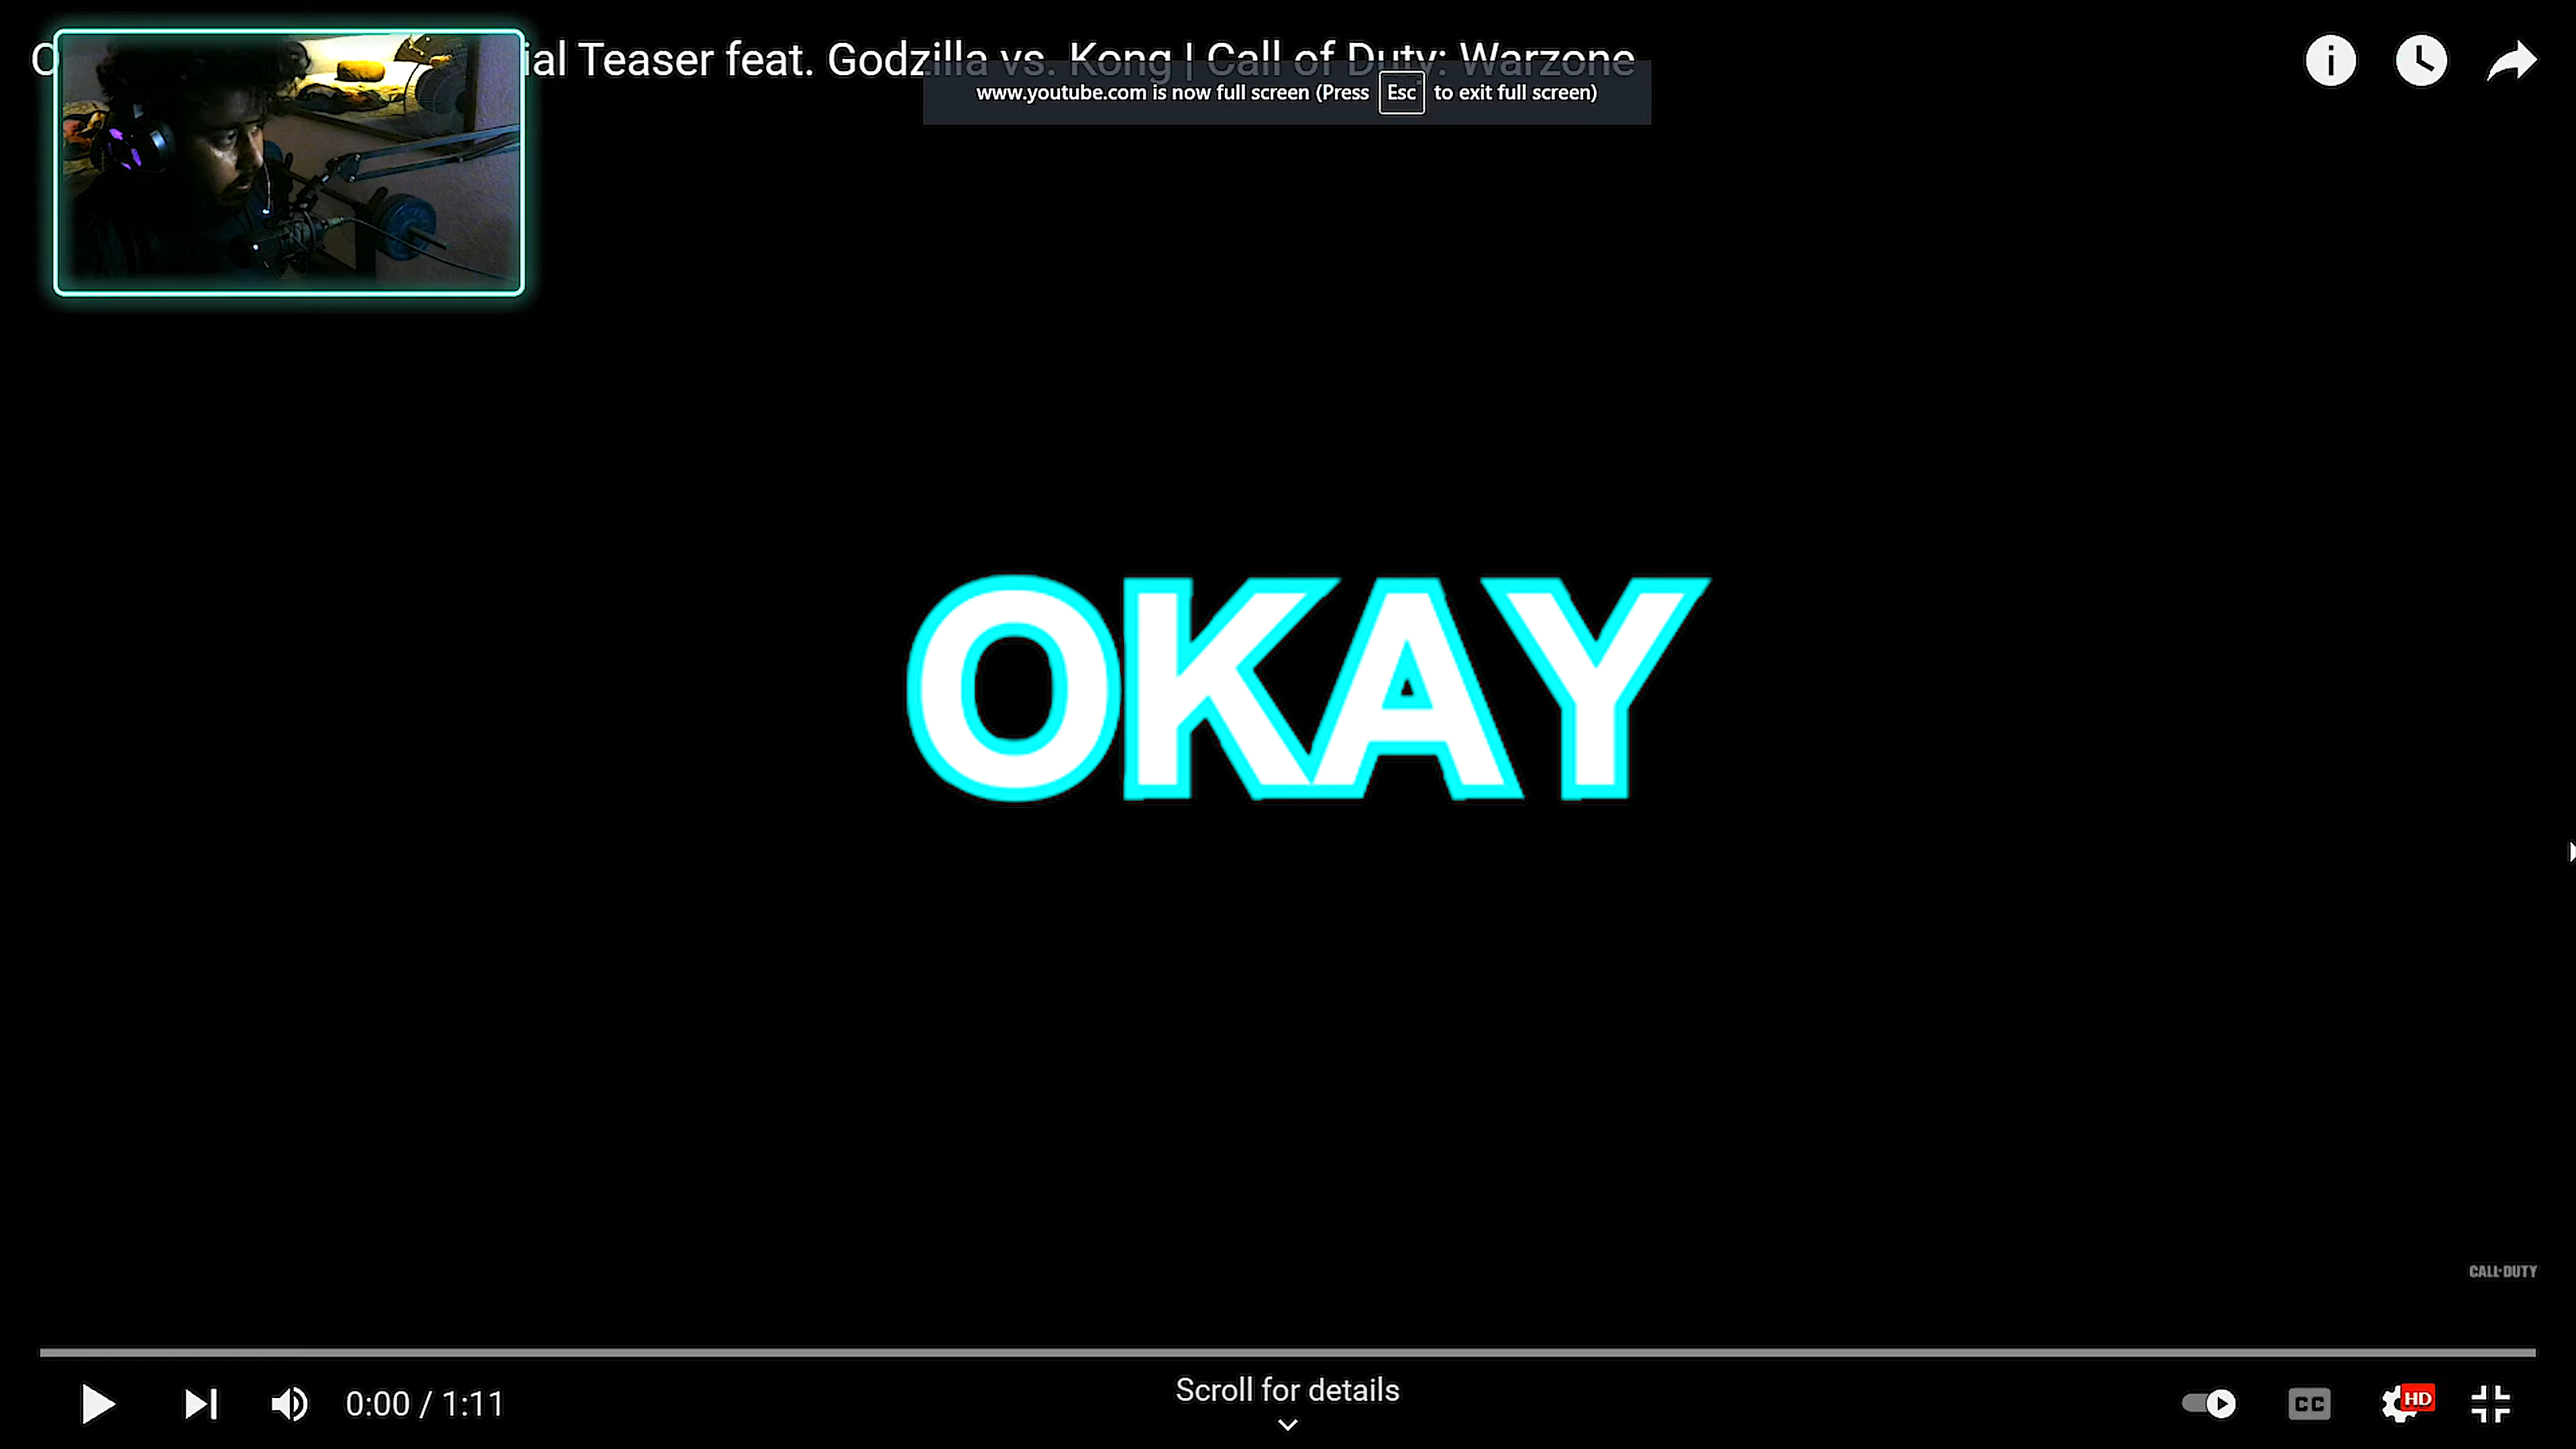 O ial Teaser feat. Godzilla vs. Kong | Call of Duty: Warzone
www.youtube.com is now full screen (Press Esc to exit full screen)
OKAY
CALL·DUTY
Scroll for details
0:00 / 1:11
CC
HD